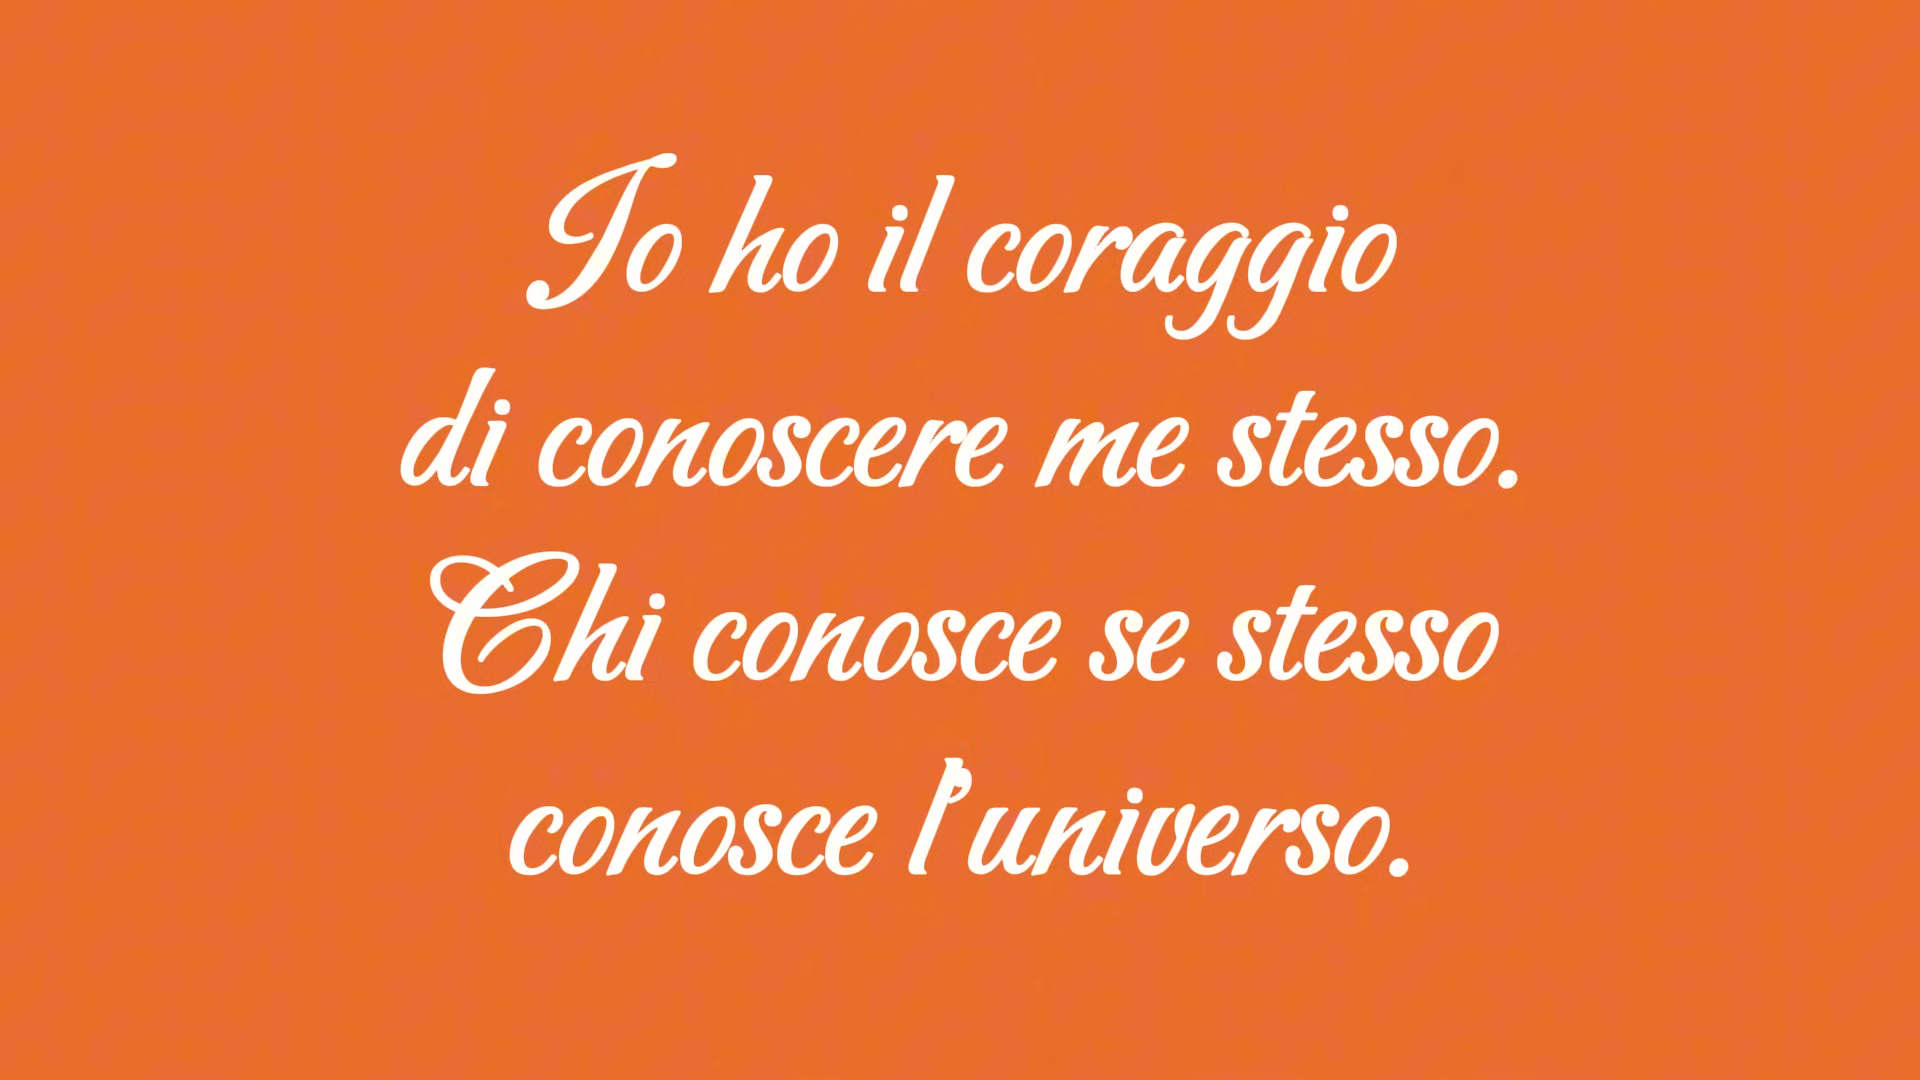 Io ho il coraggio
di conoscere me stesso.
Chi conosce se stesso
conosce l'universo.